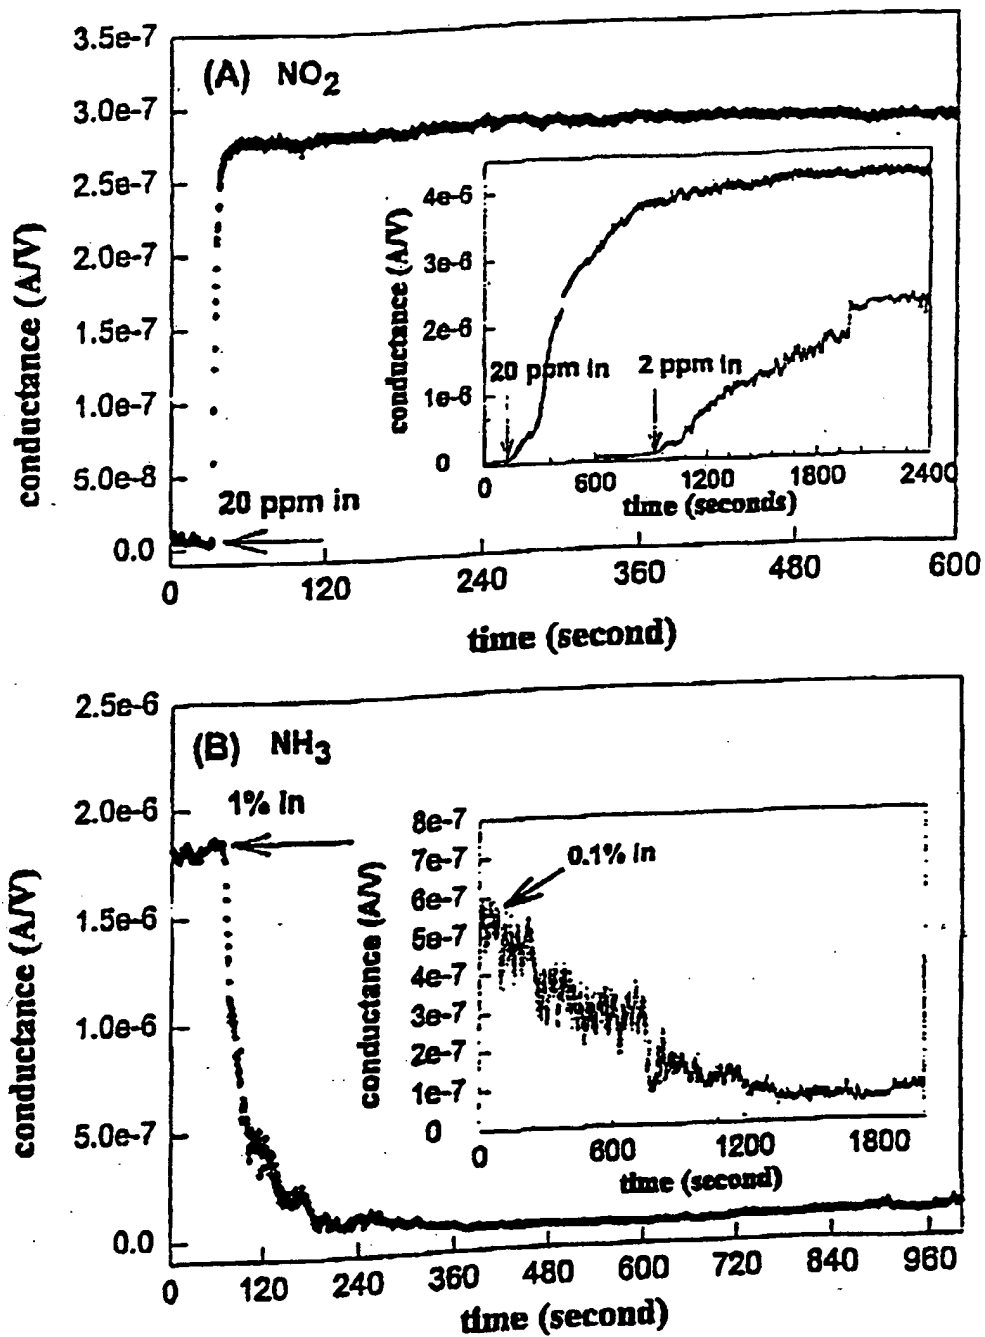 3.5e-7
(A) NO2
3.0e-7
2.5e-7
2.0e-7
1.5e-7
1.0e-7
5.0e-8
0.0
conductance (A/V)
20 ppm in
0 120 240 360 480 600
time (second)
4e-6
3e-6
2e-6
1e-6
0
conductance (A/V)
20 ppm in
2 ppm in
0 600 1200 1800 2400
time (seconds)
2.5e-6
(B) NH3
2.0e-6
1.5e-6
1.0e-6
5.0e-7
0.0
conductance (A/V)
1% in
0 120 240 360 480 600 720 840 960
time (second)
8e-7
7e-7
6e-7
5e-7
4e-7
3e-7
2e-7
1e-7
0
conductance (A/V)
0.1% in
0 600 1200 1800
time (second)